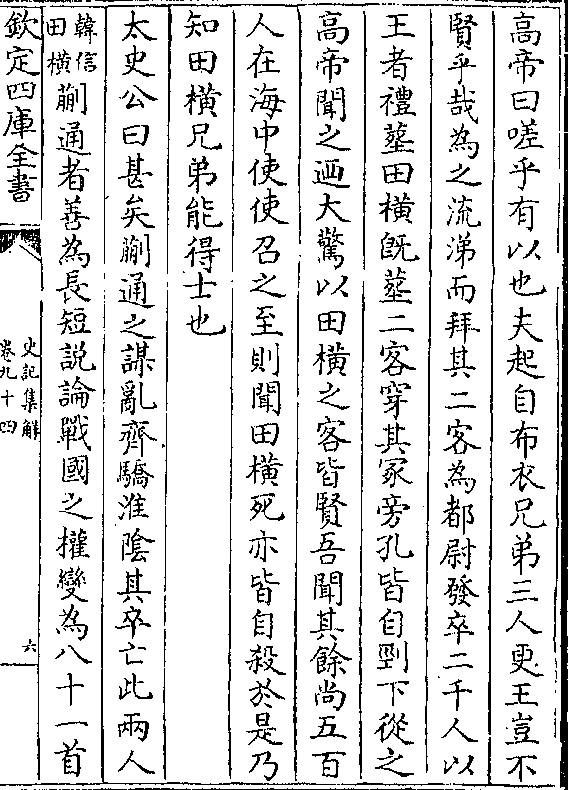 高帝曰嗟乎有以也夫起自布衣兄弟三人更王豈不
賢乎哉為之流涕而拜其二客為都尉發卒二千人以
王者禮塟田横既塟二客穿其冢旁孔皆自剄下從之
高帝聞之迺大驚以田横之客皆賢吾聞其餘尚五百
人在海中使使召之至則聞田横死亦皆自殺於是乃
知田横兄弟能得士也
太史公曰甚矣蒯通之謀亂齊驕淮隂其卒亡此兩人
韓信
田横
蒯通者善為長短説論戰國之權變為八十一首
欽定四庫全書
史記集解
卷九十四
六